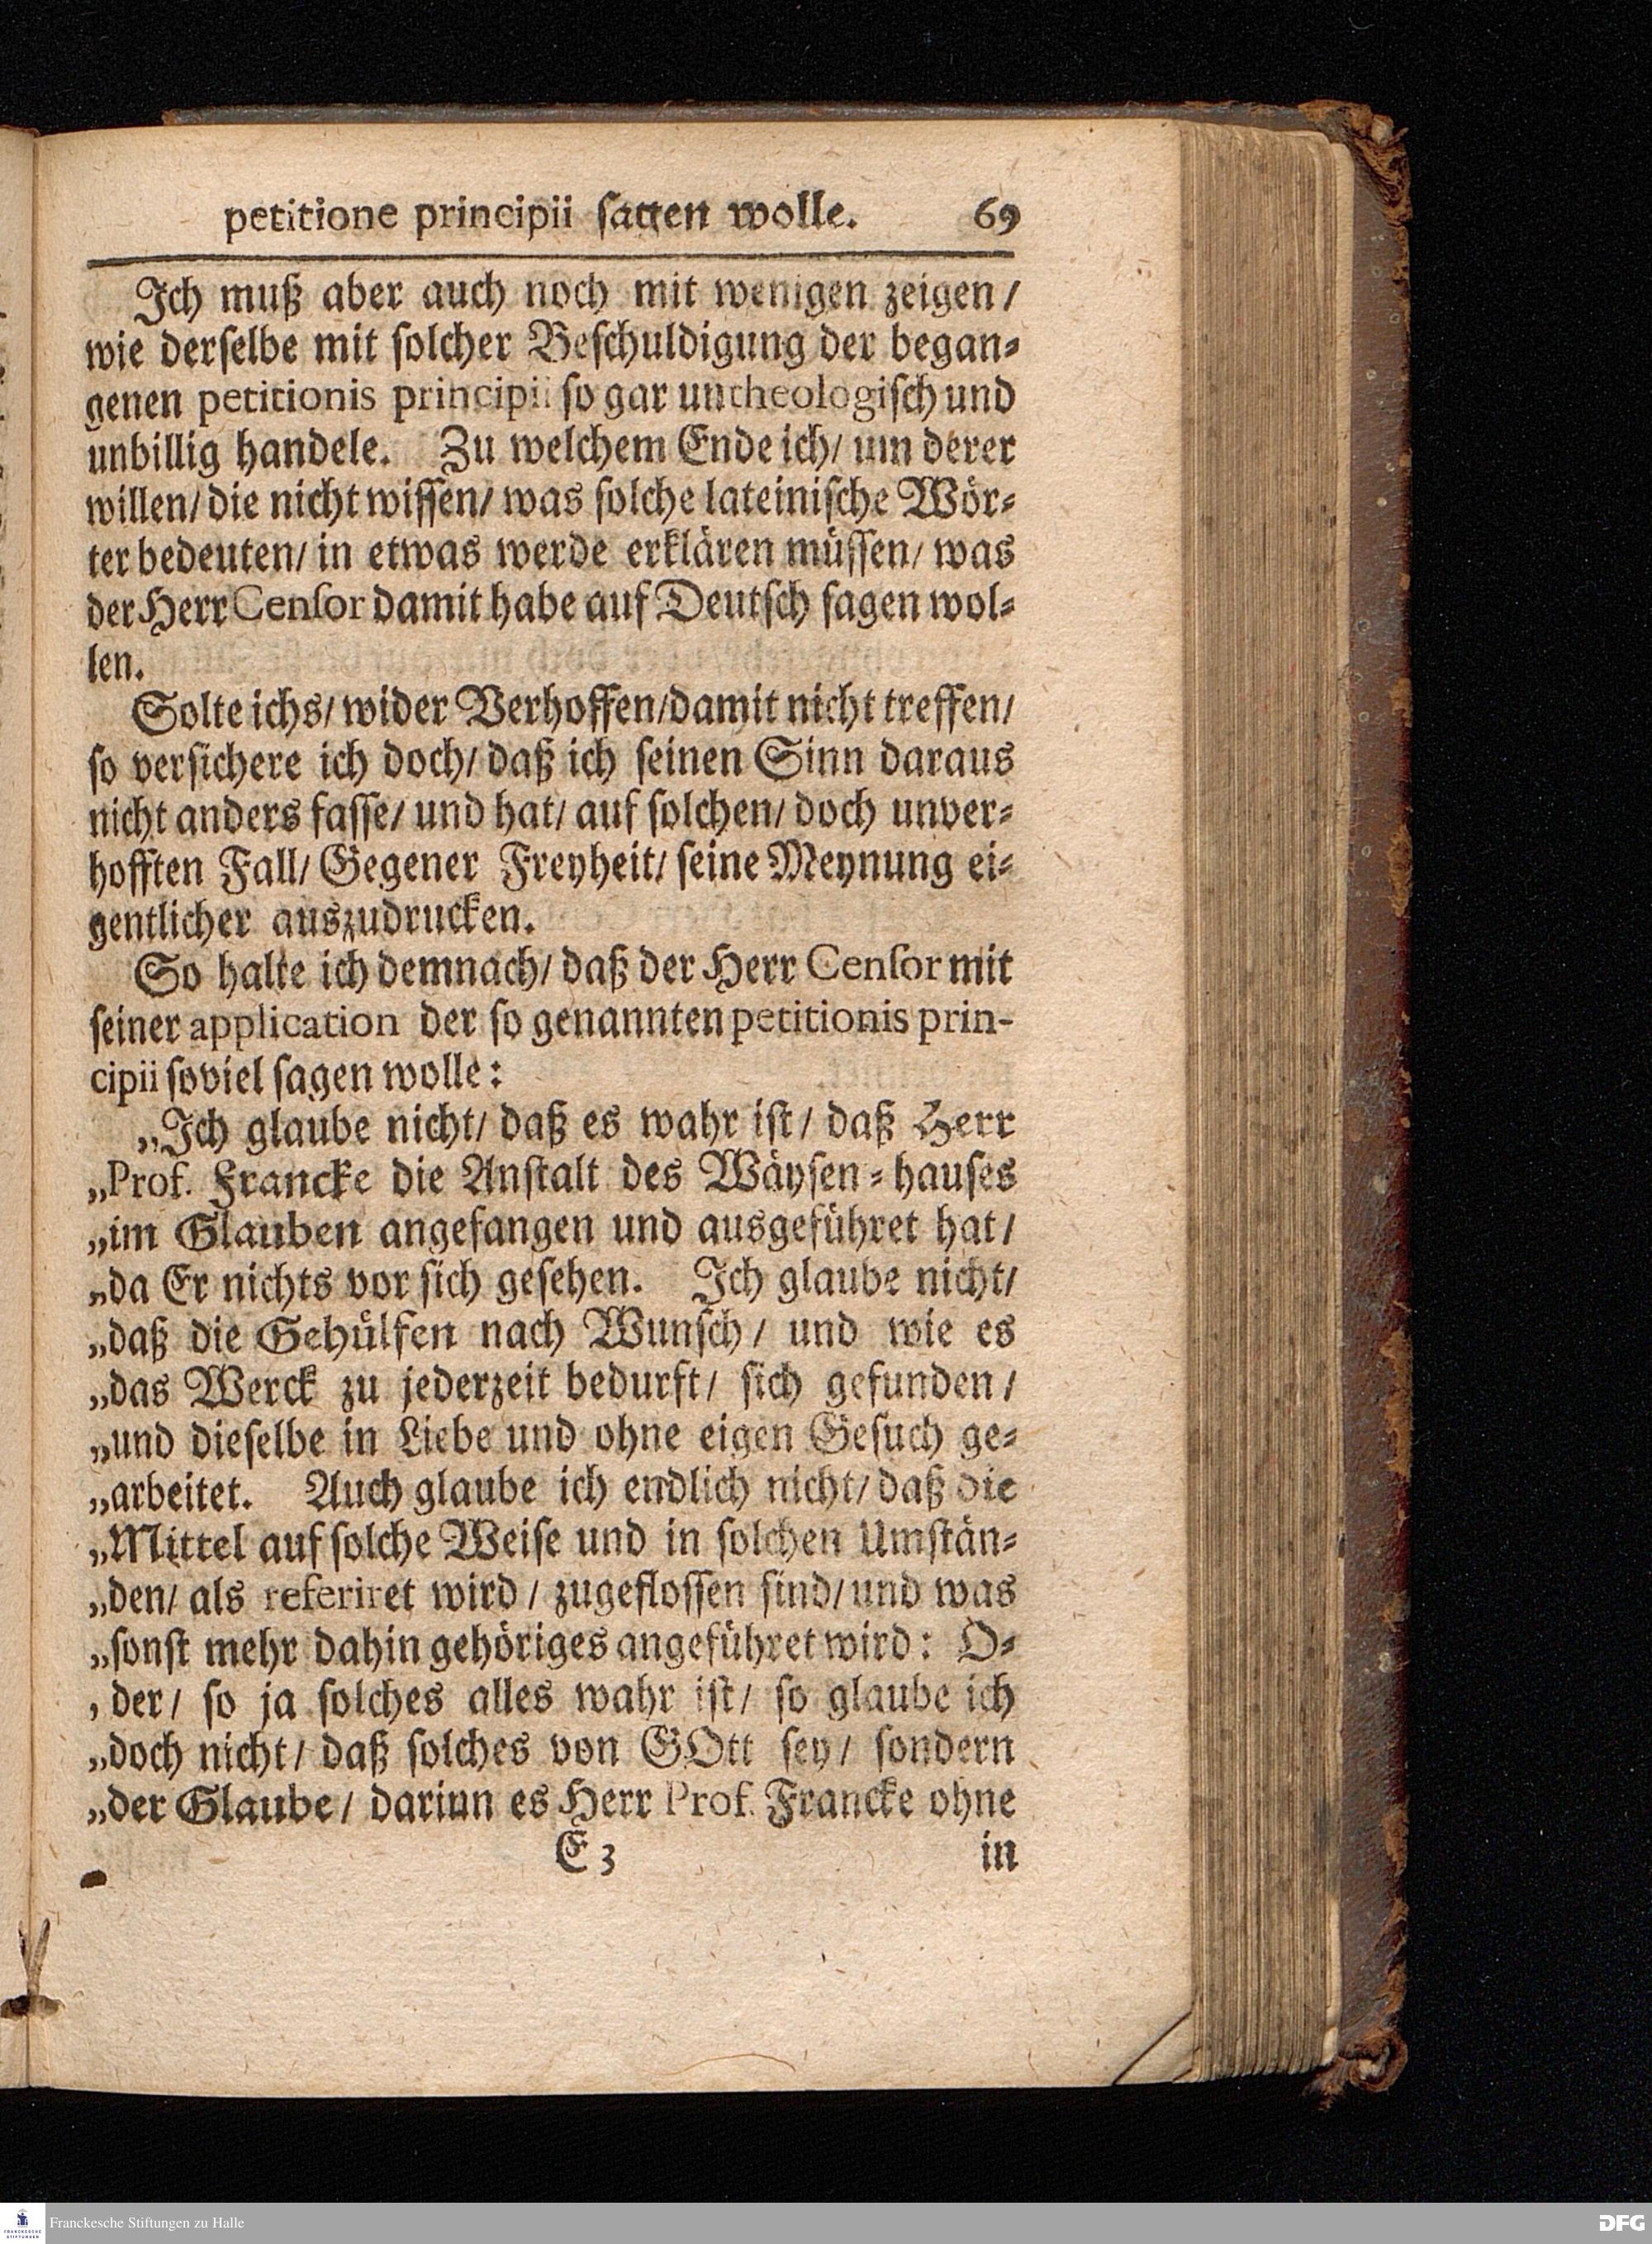 petitione principii ſagen wolle. 69
Ich muß aber auch noch mit wenigen zeigen/
wie derſelbe mit ſolcher Beſchuldigung der began⸗
genen petitionis principii ſo gar untheologiſch und
unbillig handele. Zu welchem Ende ich/ um derer
willen/ die nicht wiſſen/ was ſolche lateiniſche Wör⸗
ter bedeuten/ in etwas werde erklären müſſen/ was
der Herr Cenſor damit habe auf Deutſch ſagen wol⸗
len.
Solte ichs/ wider Verhoffen/damit nicht treffen/
ſo verſichere ich doch/ daß ich ſeinen Sinn daraus
nicht anders faſſe/ und hat/ auf ſolchen/ doch unver⸗
hofften Fall/ Gegener Freyheit/ ſeine Meynung ei⸗
gentlicher auszudrucken.
So halte ich demnach/ daß der Herr Cenſor mit
ſeiner application der ſo genannten petitionis prin-
cipii ſoviel ſagen wolle:
„Ich glaube nicht/ daß es wahr iſt/ daß Herr
„Prof. Francke die Anſtalt des Wäyſen⸗hauſes
„im Glauben angefangen und ausgeführet hat/
„da Er nichts vor ſich geſehen. Ich glaube nicht/
„daß die Gehülfen nach Wunſch/ und wie es
„das Werck zu jederzeit bedurft/ ſich gefunden/
„und dieſelbe in Liebe und ohne eigen Geſuch ge⸗
„arbeitet. Auch glaube ich endlich nicht/ daß die
„Mittel auf ſolche Weiſe und in ſolchen Umſtän⸗
„den/ als referiret wird/ zugefloſſen ſind/ und was
„ſonſt mehr dahin gehöriges angeführet wird: O⸗
, der/ ſo ja ſolches alles wahr iſt/ ſo glaube ich
„doch nicht/ daß ſolches von GOtt ſey/ ſondern
„der Glaube/ darinn es Herr Prof. Francke ohne
E 3 in
Franckesche Stiftungen zu Halle
FRANCKESCHE
STIFTUNGEN
DFG